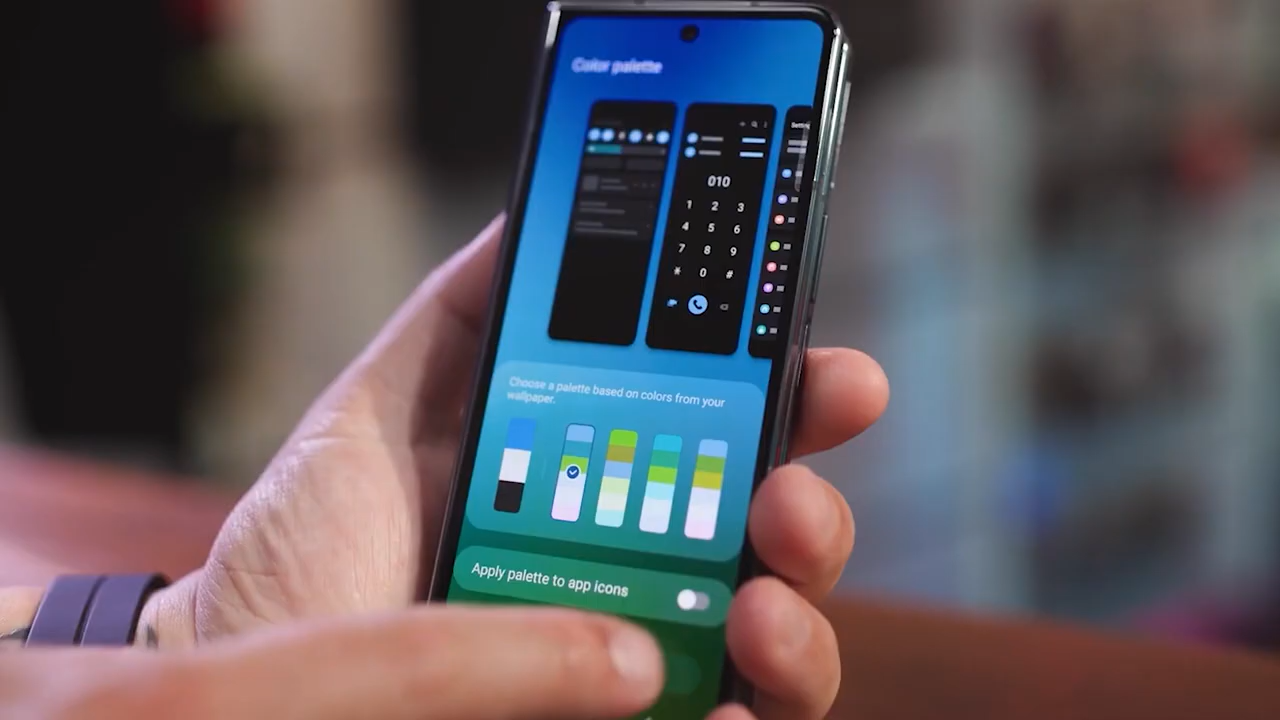 Color palette
Settings
010
1 2 3
4 5 6
7 8 9
* 0 #
Choose a palette based on colors from your
wallpaper.
Apply palette to app icons